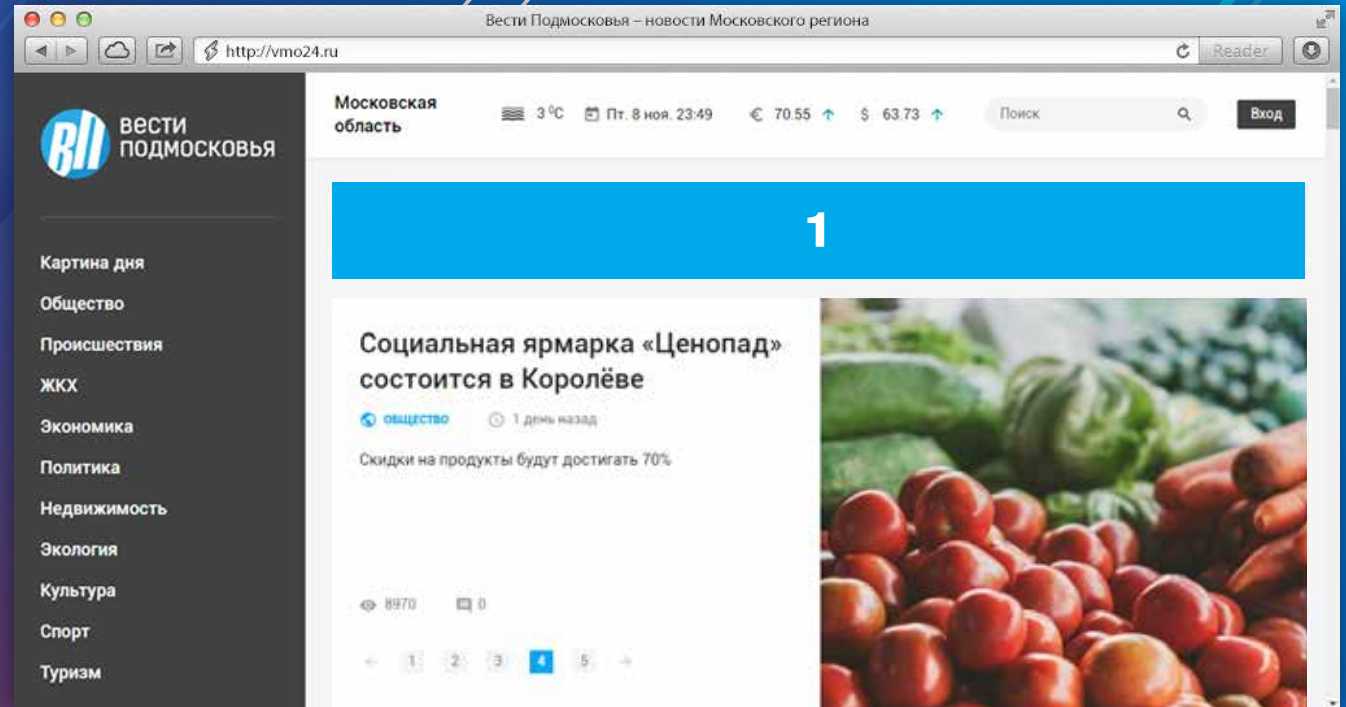 Вести Подмосковья – новости Московского региона
http://vmo24.ru
Reader
ВП
ВЕСТИ
ПОДМОСКОВЬЯ
Московская
область
3 °C
Пт. 8 ноя. 23:49
€ 70.55 ↑
$ 63.73 ↑
Поиск
Вход
1
Картина дня
Общество
Происшествия
ЖКХ
Экономика
Политика
Недвижимость
Экология
Культура
Спорт
Туризм
Социальная ярмарка «Ценопад»
состоится в Королёве
ОБЩЕСТВО
1 день назад
Скидки на продукты будут достигать 70%
8970
0
← 1 2 3 4 5 →